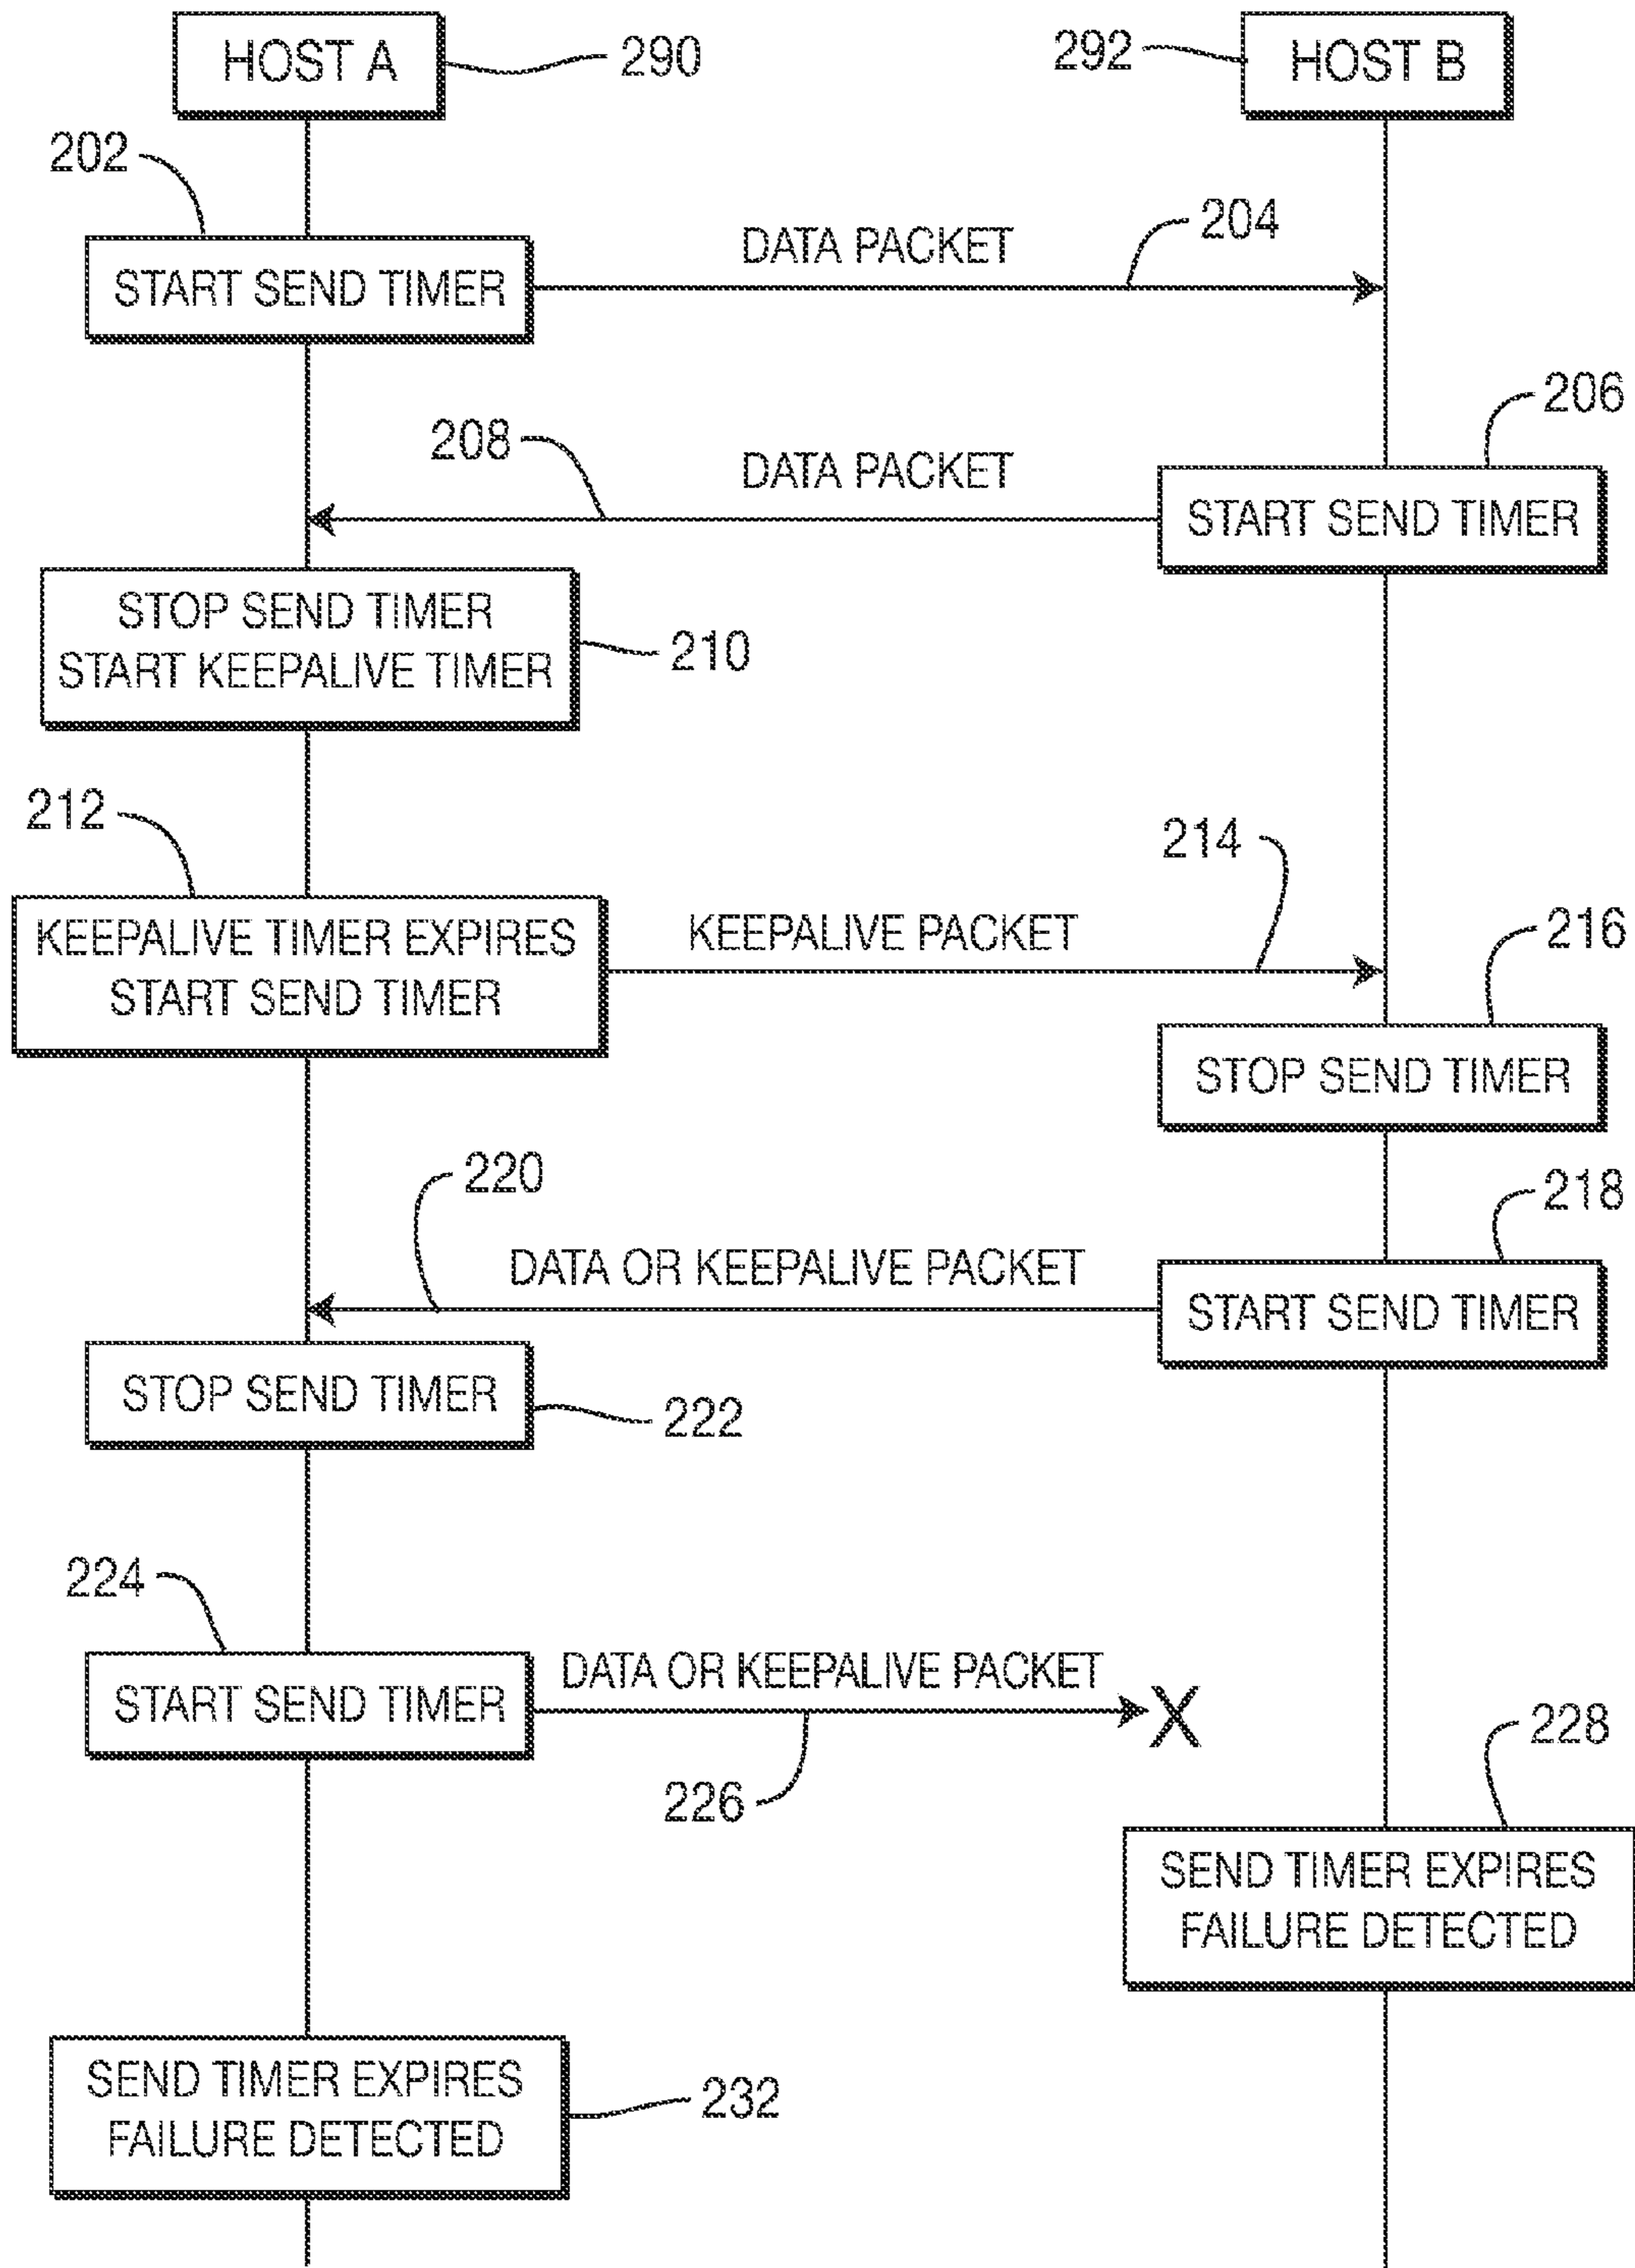 HOST A
290
292
HOST B
202
DATA PACKET
204
START SEND TIMER
206
208
DATA PACKET
START SEND TIMER
STOP SEND TIMER
START KEEPALIVE TIMER
210
212
214
KEEPALIVE TIMER EXPIRES
START SEND TIMER
KEEPALIVE PACKET
216
STOP SEND TIMER
220
218
DATA OR KEEPALIVE PACKET
START SEND TIMER
STOP SEND TIMER
222
224
DATA OR KEEPALIVE PACKET
START SEND TIMER
X
226
228
SEND TIMER EXPIRES
FAILURE DETECTED
SEND TIMER EXPIRES
FAILURE DETECTED
232